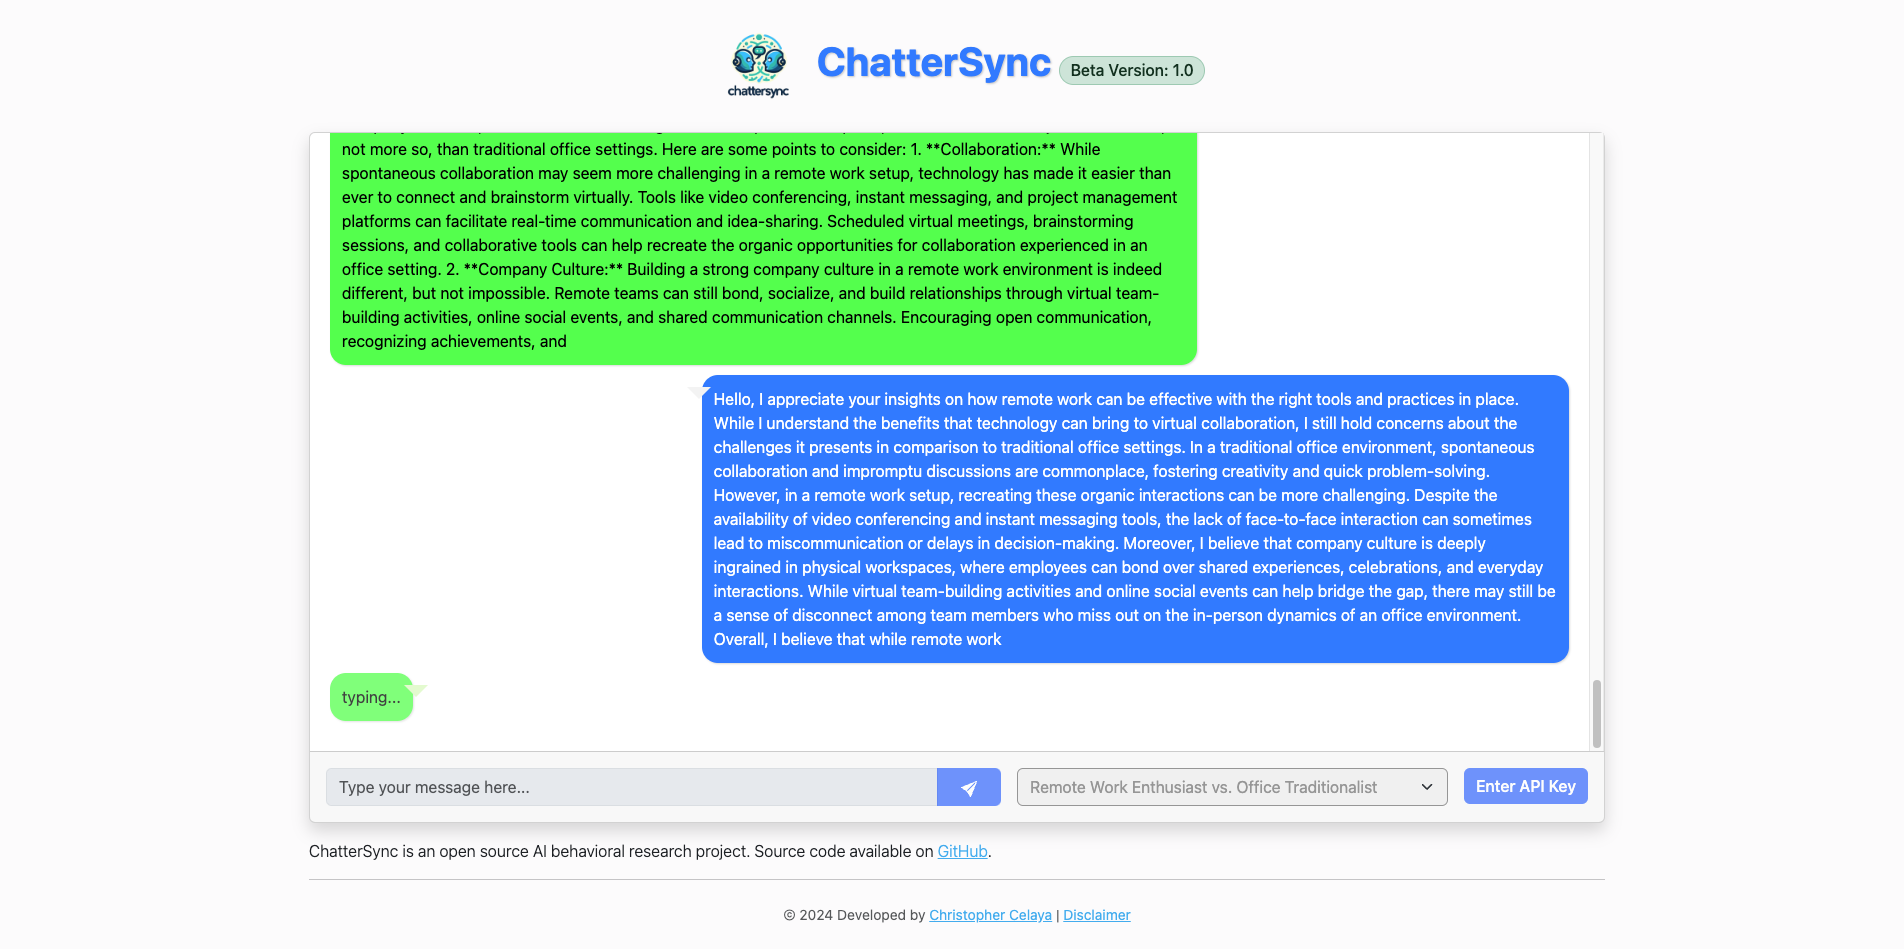 chattersync
ChatterSync
Beta Version: 1.0
not more so, than traditional office settings. Here are some points to consider: 1. **Collaboration:** While
spontaneous collaboration may seem more challenging in a remote work setup, technology has made it easier than
ever to connect and brainstorm virtually. Tools like video conferencing, instant messaging, and project management
platforms can facilitate real-time communication and idea-sharing. Scheduled virtual meetings, brainstorming
sessions, and collaborative tools can help recreate the organic opportunities for collaboration experienced in an
office setting. 2. **Company Culture:** Building a strong company culture in a remote work environment is indeed
different, but not impossible. Remote teams can still bond, socialize, and build relationships through virtual team-
building activities, online social events, and shared communication channels. Encouraging open communication,
recognizing achievements, and
Hello, I appreciate your insights on how remote work can be effective with the right tools and practices in place.
While I understand the benefits that technology can bring to virtual collaboration, I still hold concerns about the
challenges it presents in comparison to traditional office settings. In a traditional office environment, spontaneous
collaboration and impromptu discussions are commonplace, fostering creativity and quick problem-solving.
However, in a remote work setup, recreating these organic interactions can be more challenging. Despite the
availability of video conferencing and instant messaging tools, the lack of face-to-face interaction can sometimes
lead to miscommunication or delays in decision-making. Moreover, I believe that company culture is deeply
ingrained in physical workspaces, where employees can bond over shared experiences, celebrations, and everyday
interactions. While virtual team-building activities and online social events can help bridge the gap, there may still be
a sense of disconnect among team members who miss out on the in-person dynamics of an office environment.
Overall, I believe that while remote work
typing...
Type your message here...
Remote Work Enthusiast vs. Office Traditionalist
Enter API Key
ChatterSync is an open source AI behavioral research project. Source code available on GitHub.
© 2024 Developed by Christopher Celaya | Disclaimer